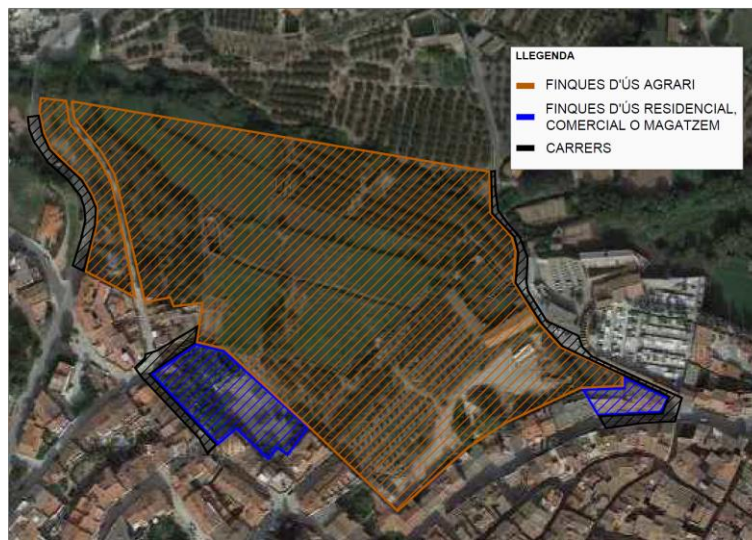 LLEGENDA
FINQUES D'ÚS AGRARI
FINQUES D'ÚS RESIDENCIAL,
COMERCIAL O MAGATZEM
CARRERS